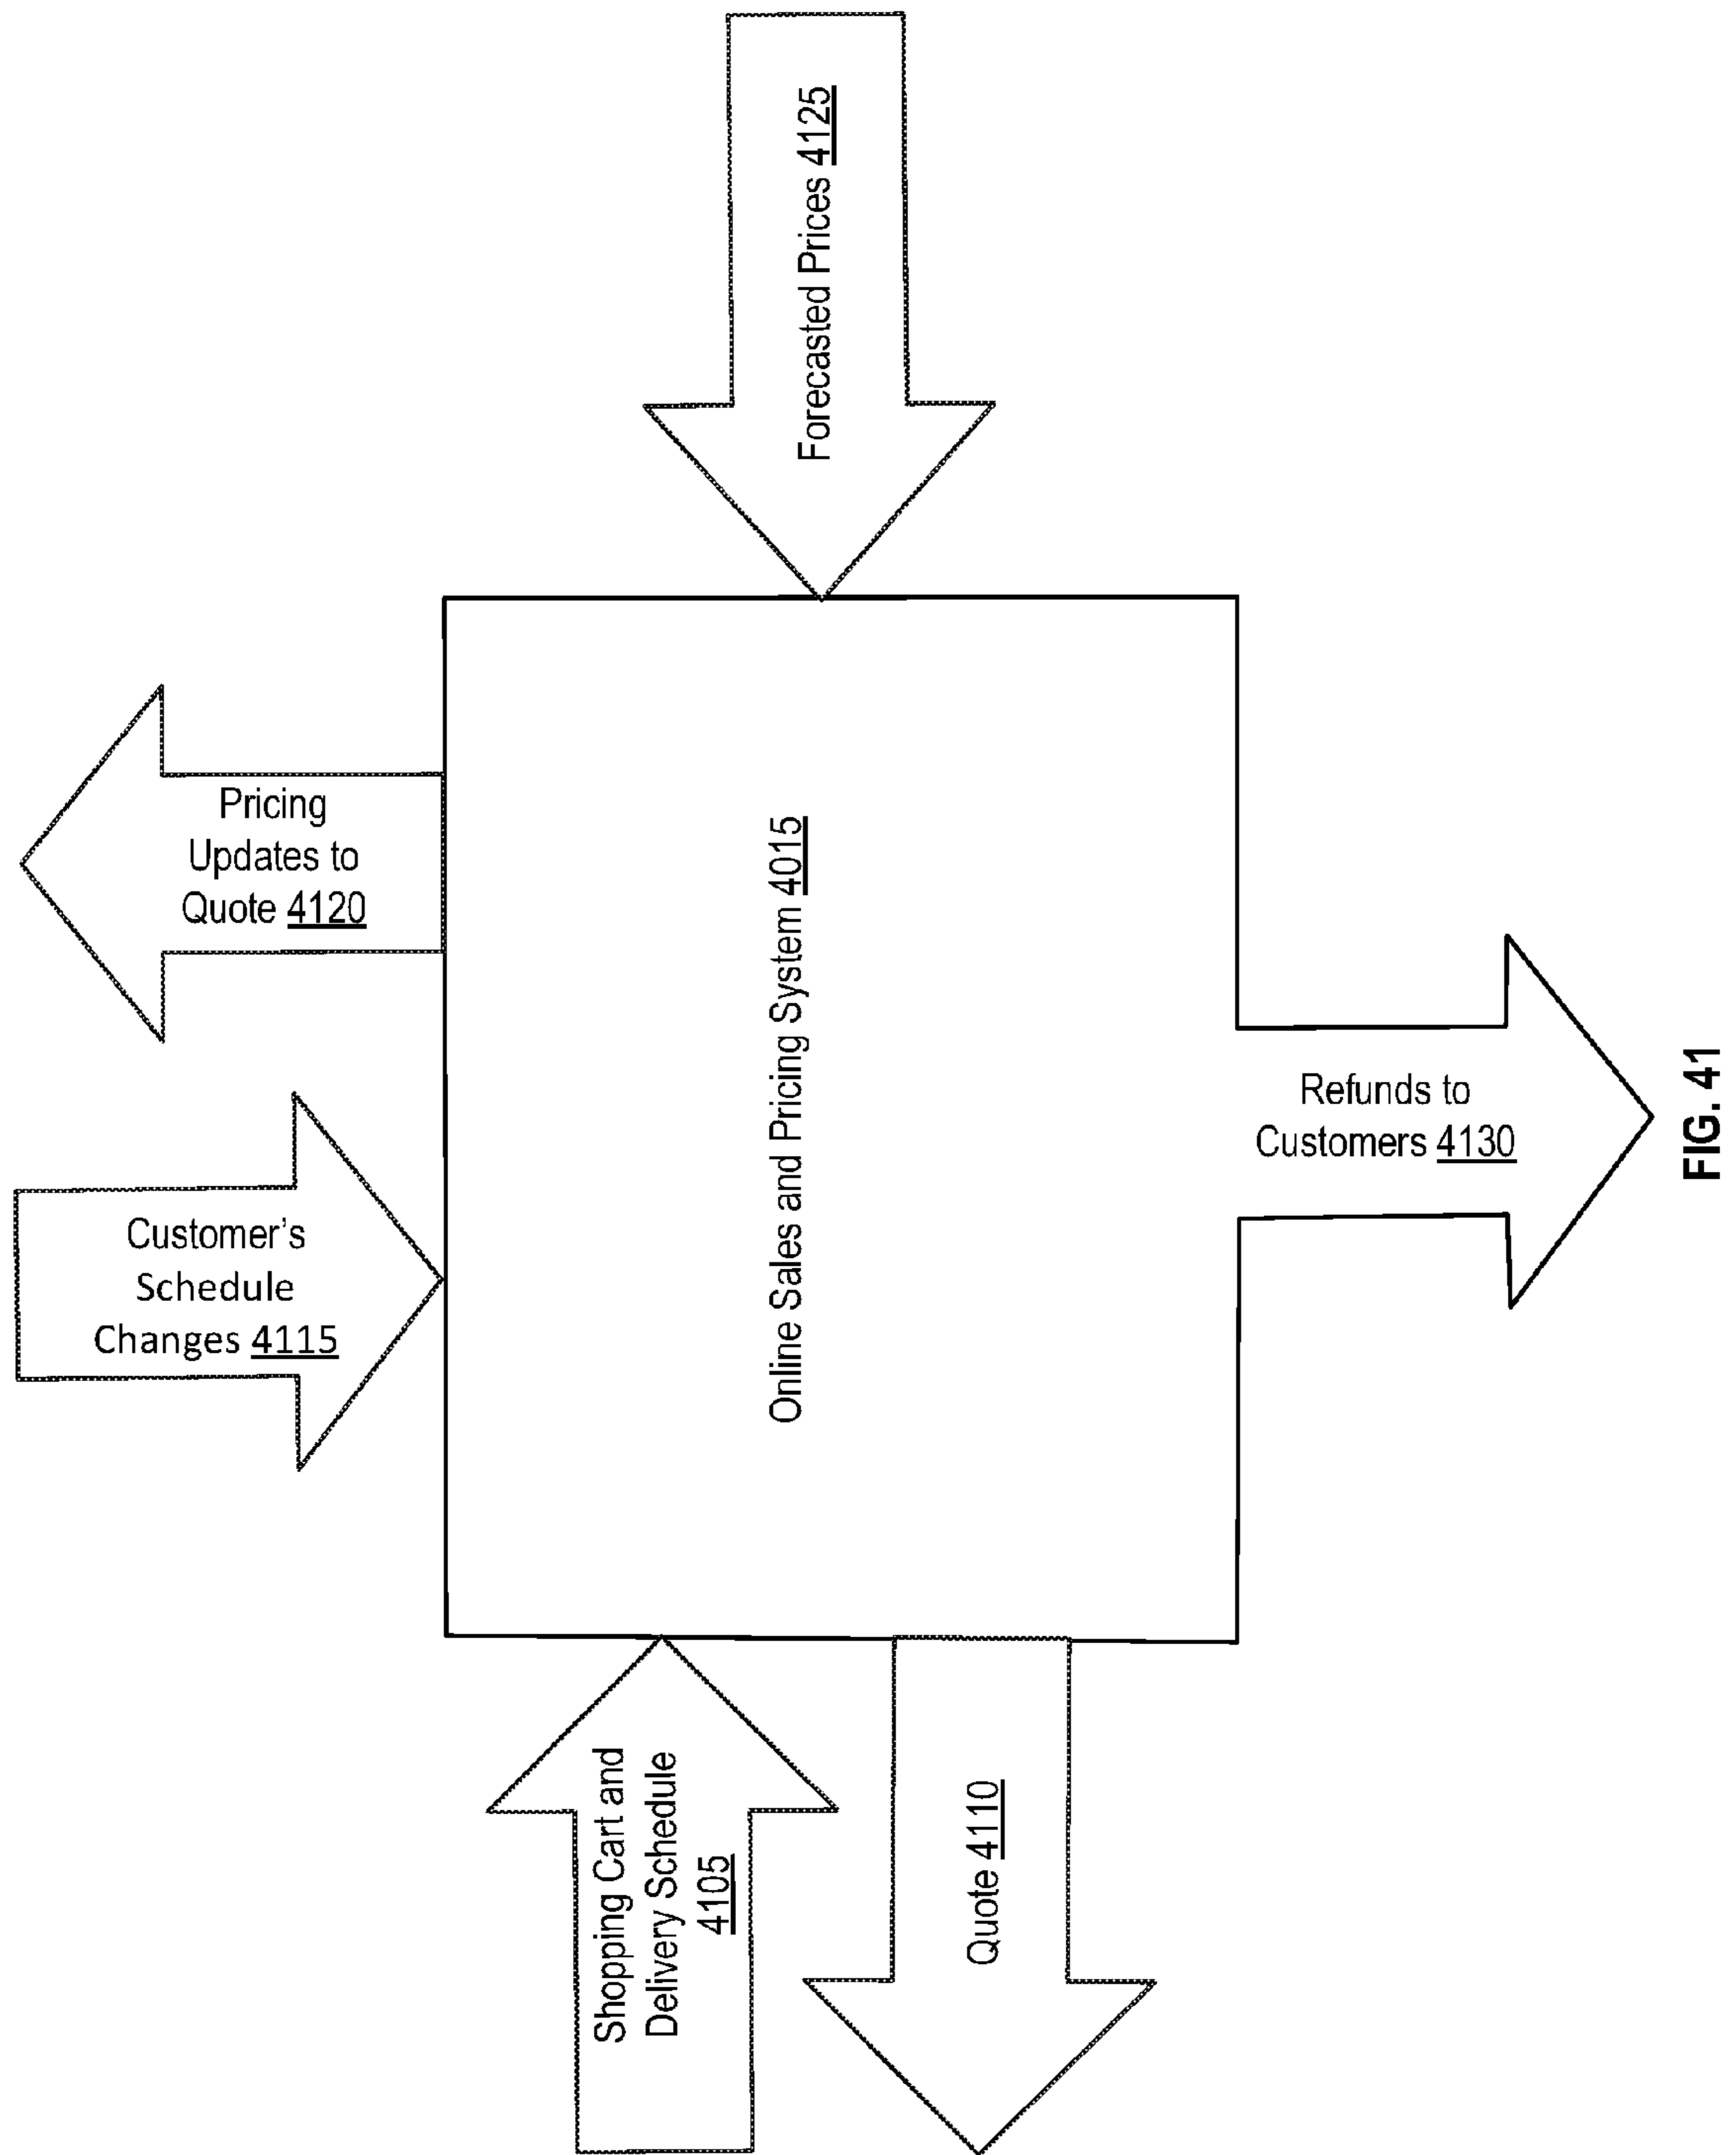 Forecasted Prices 4125
Pricing
Updates to
Quote 4120
Online Sales and Pricing System 4015
Customer’s
Schedule
Changes 4115
Refunds to
Customers 4130
Shopping Cart and
Delivery Schedule
4105
Quote 4110
FIG. 41